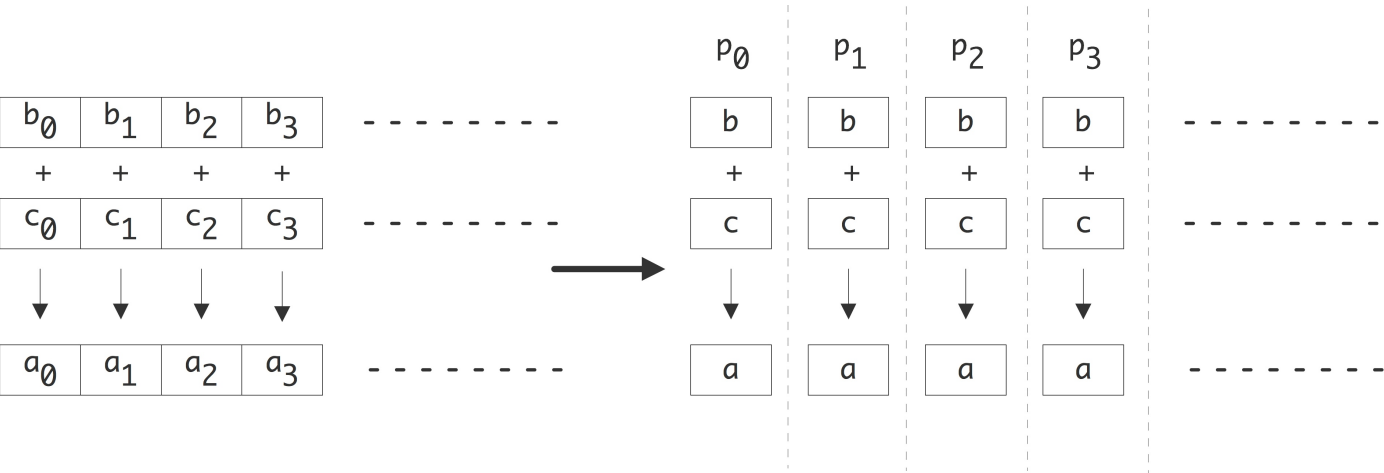 p0 p1 p2 p3
b0 b1 b2 b3 b b b b
+ + + + + + + +
c0 c1 c2 c3 c c c c
a0 a1 a2 a3 a a a a